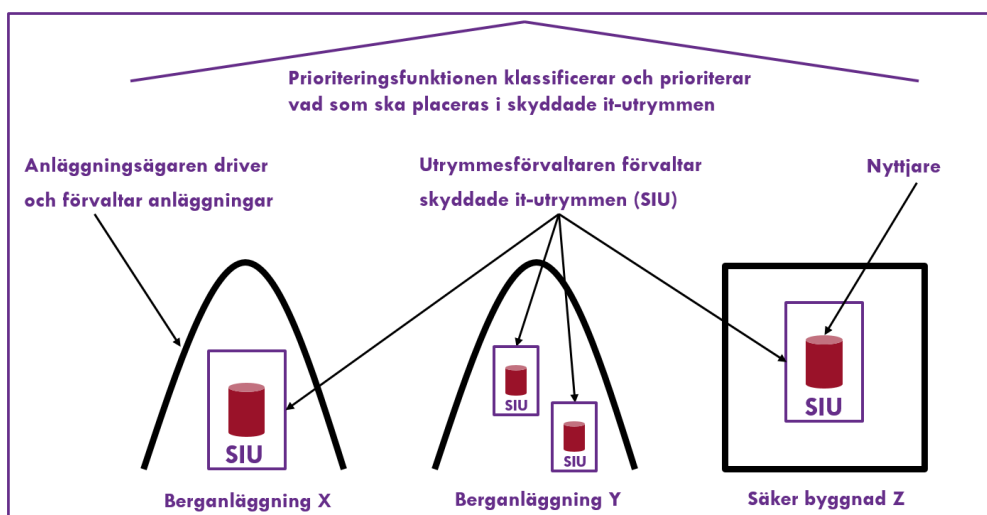 Prioriteringsfunktionen klassificerar och prioriterar
vad som ska placeras i skyddade it-utrymmen
Anläggningsägaren driver
och förvaltar anläggningar
Utrymmesförvaltaren förvaltar
skyddade it-utrymmen (SIU)
Nyttjare
SIU
SIU
SIU
SIU
Berganläggning X
Berganläggning Y
Säker byggnad Z